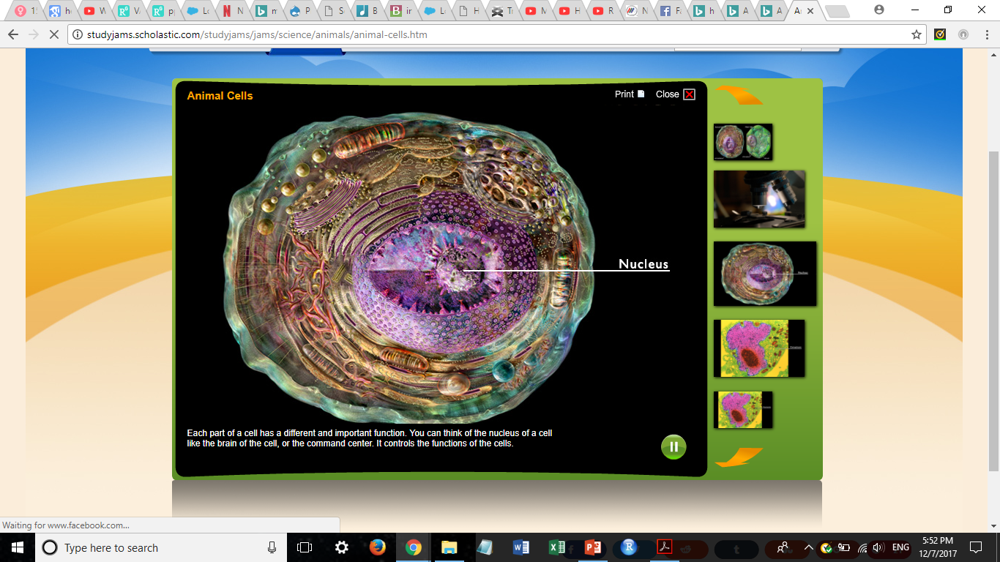 15
h
W
V
p
L
N
m
P
S
B
ir
L
H
T
M
H
R
N
F
h
A
A
A
studyjams.scholastic.com/studyjams/jams/science/animals/animal-cells.htm
Animal Cells
Print
Close
Nucleus
Each part of a cell has a different and important function. You can think of the nucleus of a cell
like the brain of the cell, or the command center. It controls the functions of the cells.
Waiting for www.facebook.com...
Type here to search
ENG
5:52 PM
12/7/2017